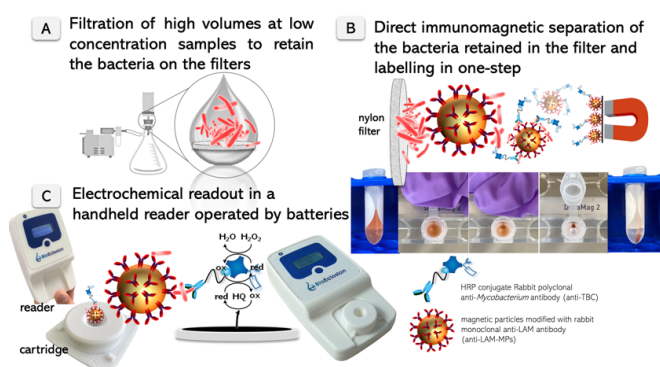 A
Filtration of high volumes at low
concentration samples to retain
the bacteria on the filters
B
Direct immunomagnetic separation of
the bacteria retained in the filter and
labelling in one-step
nylon
filter
Mag 2
C
Electrochemical readout in a
handheld reader operated by batteries
BioEclosion
reader
cartridge
H₂O H₂O₂
ox red
red HQ ox
BioEclosion
HRP conjugate Rabbit polyclonal
anti-Mycobacterium antibody (anti-TBC)
magnetic particles modified with rabbit
monoclonal anti-LAM antibody
(anti-LAM-MPs)